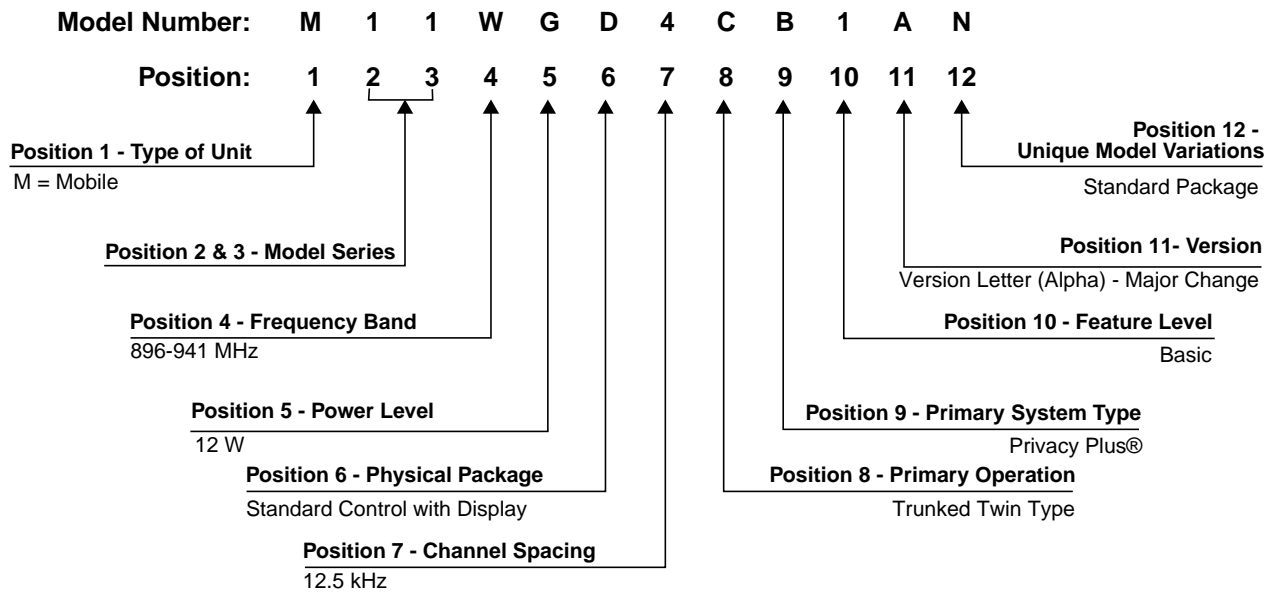 Model Number: M 1 1 W G D 4 C B 1 A N
Position: 1 2 3 4 5 6 7 8 9 10 11 12
Position 1 - Type of Unit
M = Mobile
Position 2 & 3 - Model Series
Position 4 - Frequency Band
896-941 MHz
Position 5 - Power Level
12 W
Position 6 - Physical Package
Standard Control with Display
Position 7 - Channel Spacing
12.5 kHz
Position 12 -
Unique Model Variations
Standard Package
Position 11- Version
Version Letter (Alpha) - Major Change
Position 10 - Feature Level
Basic
Position 9 - Primary System Type
Privacy Plus®
Position 8 - Primary Operation
Trunked Twin Type